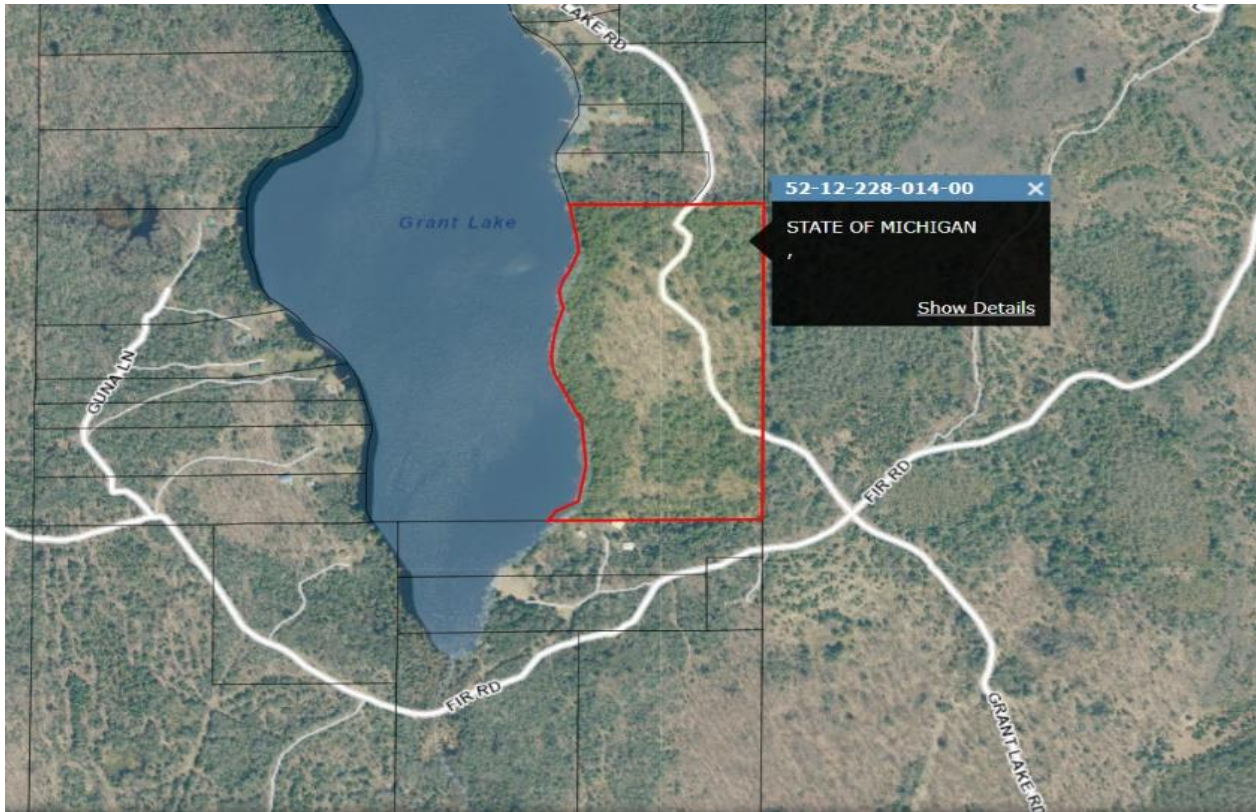 LAKE RD
52-12-228-014-00
STATE OF MICHIGAN
,
Show Details
Grant Lake
GUNA LN
FIR RD
FIR RD
GRANT LAKE RD